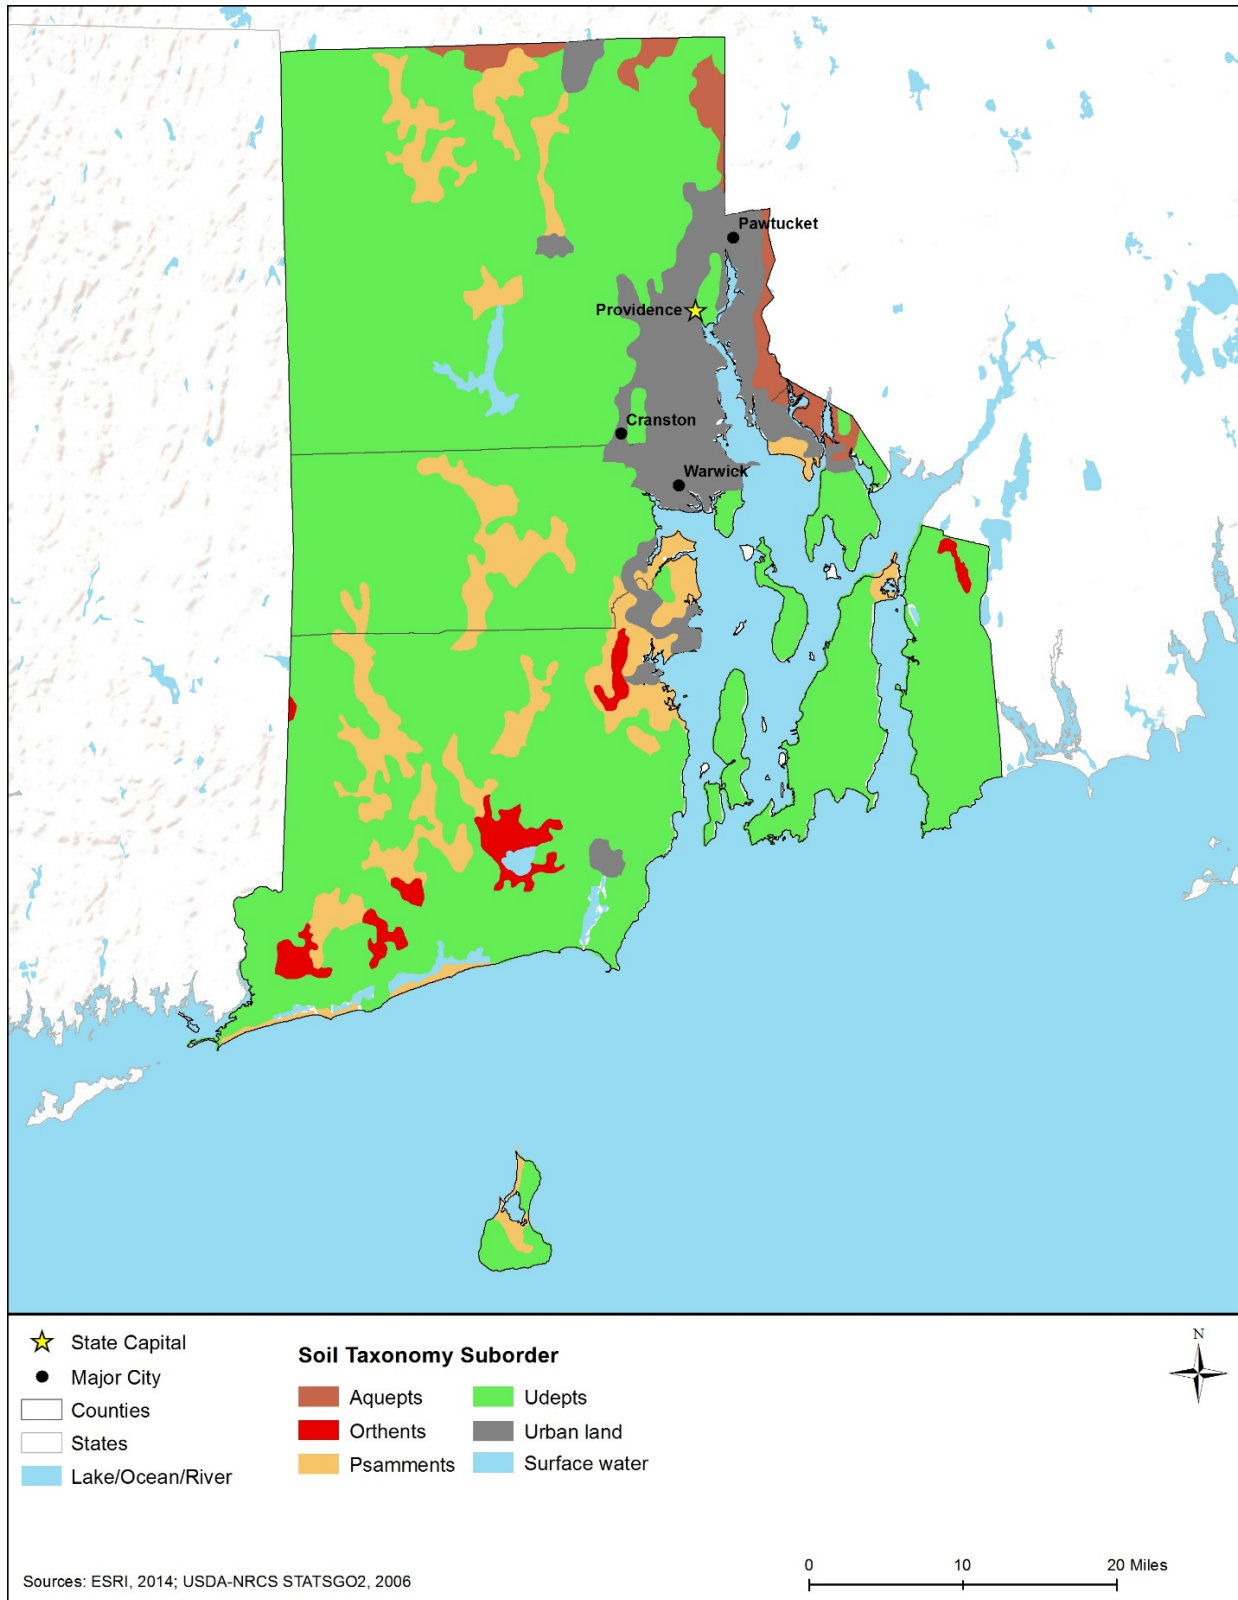 Pawtucket
Providence
Cranston
Warwick
State Capital
Major City
Counties
States
Lake/Ocean/River
Soil Taxonomy Suborder
Aquepts
Orthents
Psamments
Udepts
Urban land
Surface water
N
0 10 20 Miles
Sources: ESRI, 2014; USDA-NRCS STATSGO2, 2006